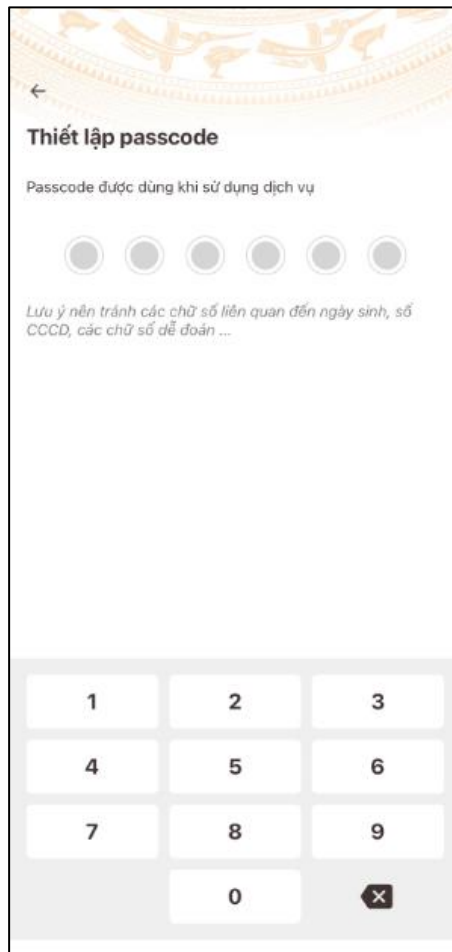 Thiết lập passcode
Passcode được dùng khi sử dụng dịch vụ
Lưu ý nên tránh các chữ số liên quan đến ngày sinh, số
CCCD, các chữ số dễ đoán ...
1 2 3
4 5 6
7 8 9
0